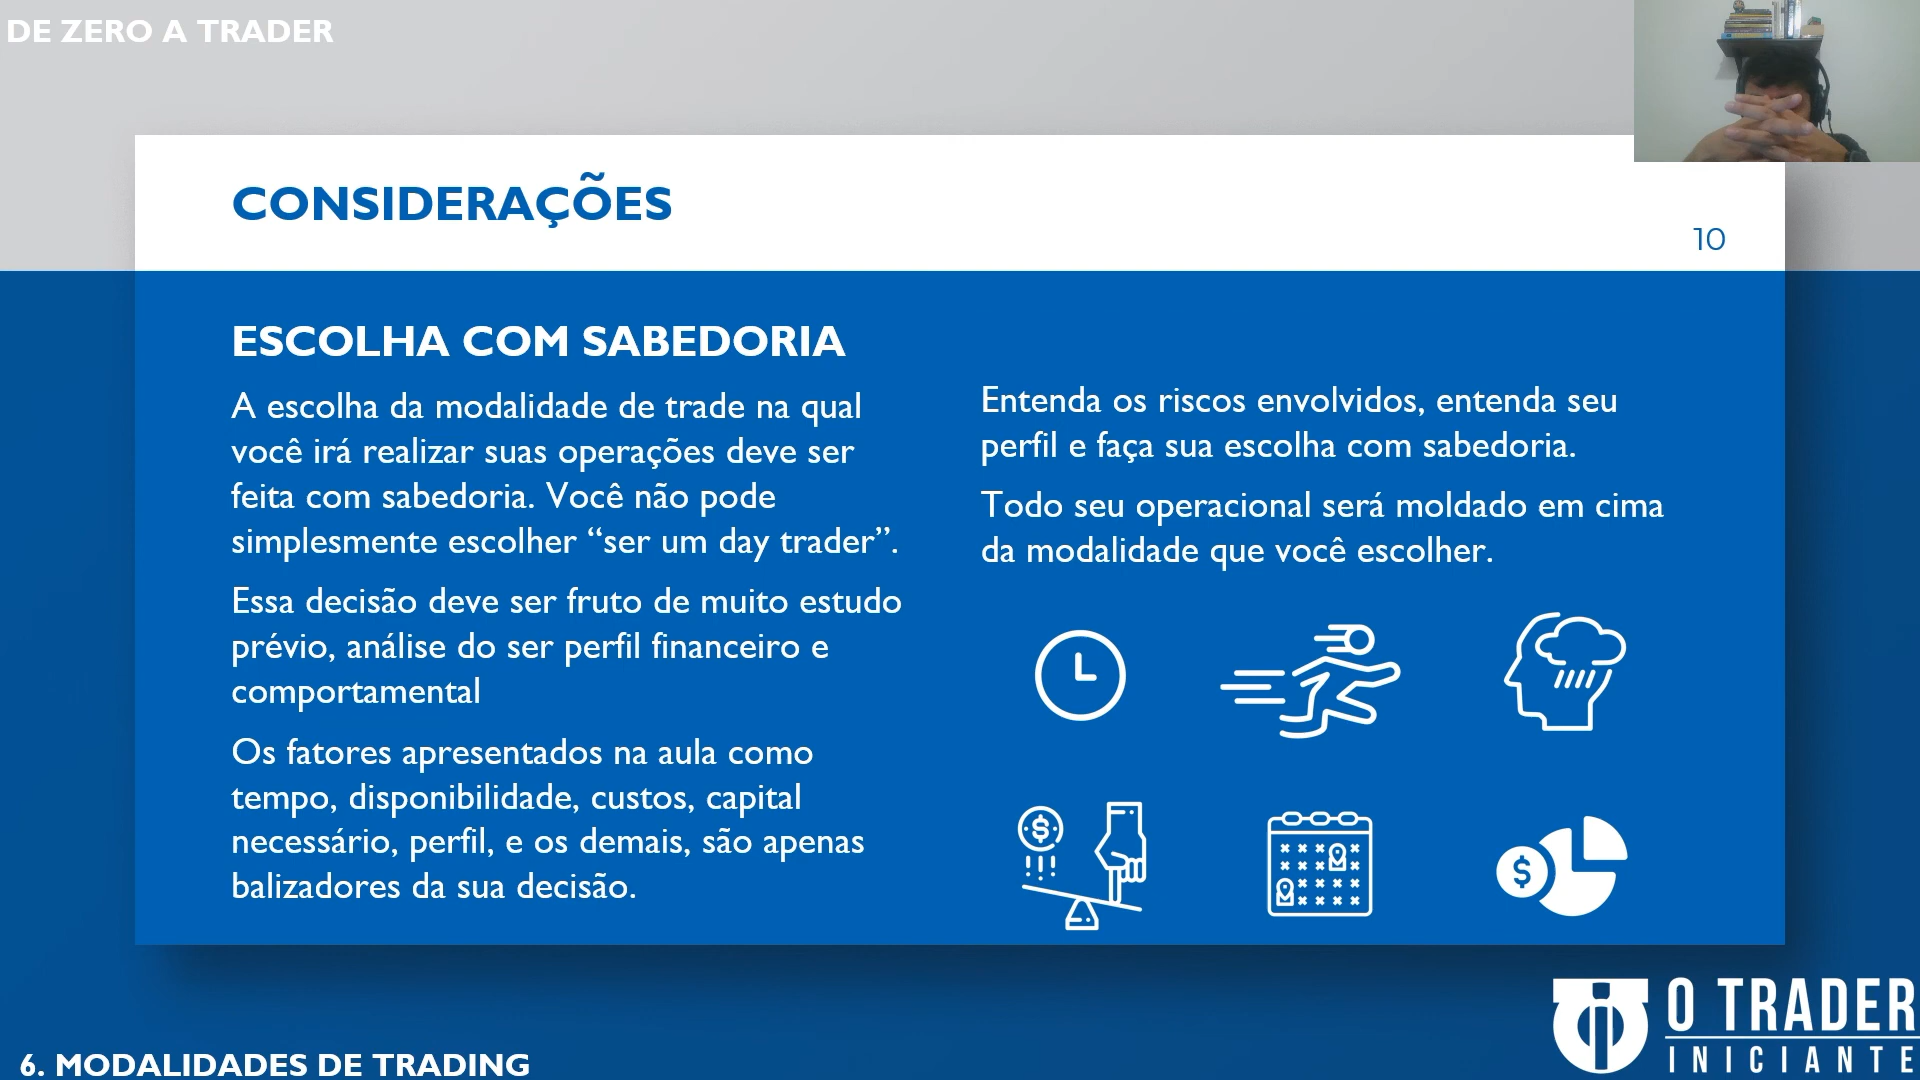 DE ZERO A TRADER
CONSIDERAÇÕES
10
ESCOLHA COM SABEDORIA
A escolha da modalidade de trade na qual
você irá realizar suas operações deve ser
feita com sabedoria. Você não pode
simplesmente escolher “ser um day trader”.
Essa decisão deve ser fruto de muito estudo
prévio, análise do ser perfil financeiro e
comportamental
Os fatores apresentados na aula como
tempo, disponibilidade, custos, capital
necessário, perfil, e os demais, são apenas
balizadores da sua decisão.
Entenda os riscos envolvidos, entenda seu
perfil e faça sua escolha com sabedoria.
Todo seu operacional será moldado em cima
da modalidade que você escolher.
$
$
6. MODALIDADES DE TRADING
O TRADER
INICIANTE